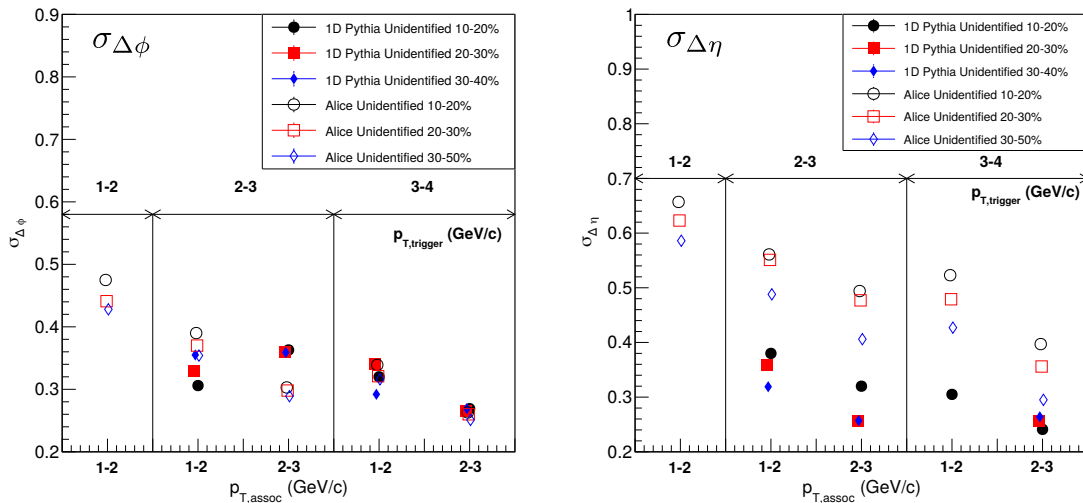 σΔϕ
1D Pythia Unidentified 10-20%
1D Pythia Unidentified 20-30%
1D Pythia Unidentified 30-40%
Alice Unidentified 10-20%
Alice Unidentified 20-30%
Alice Unidentified 30-50%
1-2
2-3
3-4
pT,trigger (GeV/c)
σΔϕ
0.9
0.8
0.7
0.6
0.5
0.4
0.3
0.2
1-2
1-2
2-3
1-2
2-3
pT,assoc (GeV/c)
σΔη
1D Pythia Unidentified 10-20%
1D Pythia Unidentified 20-30%
1D Pythia Unidentified 30-40%
Alice Unidentified 10-20%
Alice Unidentified 20-30%
Alice Unidentified 30-50%
1-2
2-3
3-4
pT,trigger (GeV/c)
σΔη
1
0.9
0.8
0.7
0.6
0.5
0.4
0.3
0.2
1-2
1-2
2-3
1-2
2-3
pT,assoc (GeV/c)